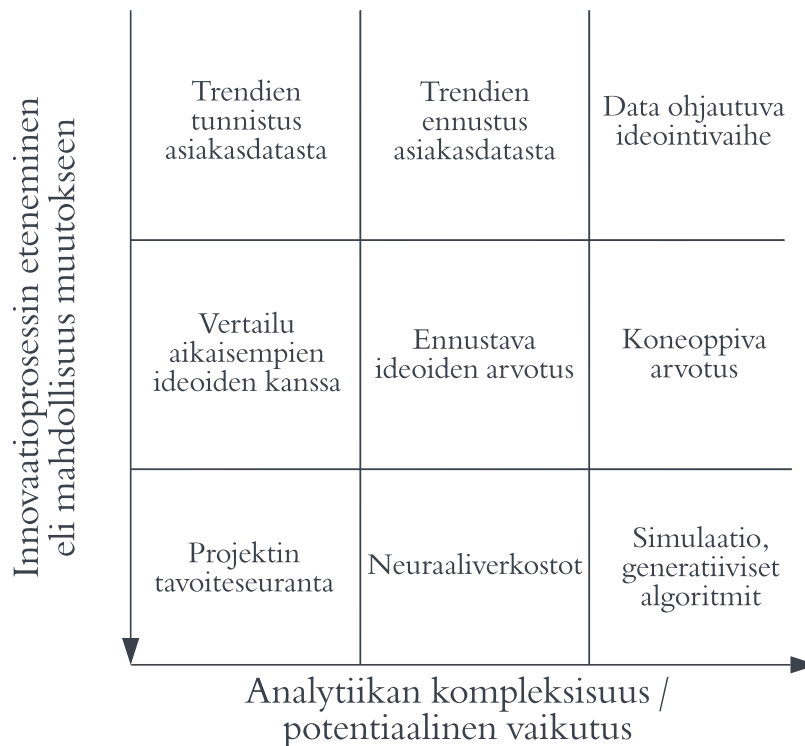 Innovaatioprosessin eteneminen
eli mahdollisuus muutokseen
Trendien
tunnistus
asiakasdatasta
Trendien
ennustus
asiakasdatasta
Data ohjautuva
ideointivaihe
Vertailu
aikaisempien
ideoiden kanssa
Ennustava
ideoiden arvotus
Koneoppiva
arvotus
Projektin
tavoiteseuranta
Neuraaliverkostot
Simulaatio,
generatiiviset
algoritmit
Analytiikan kompleksisuus /
potentiaalinen vaikutus